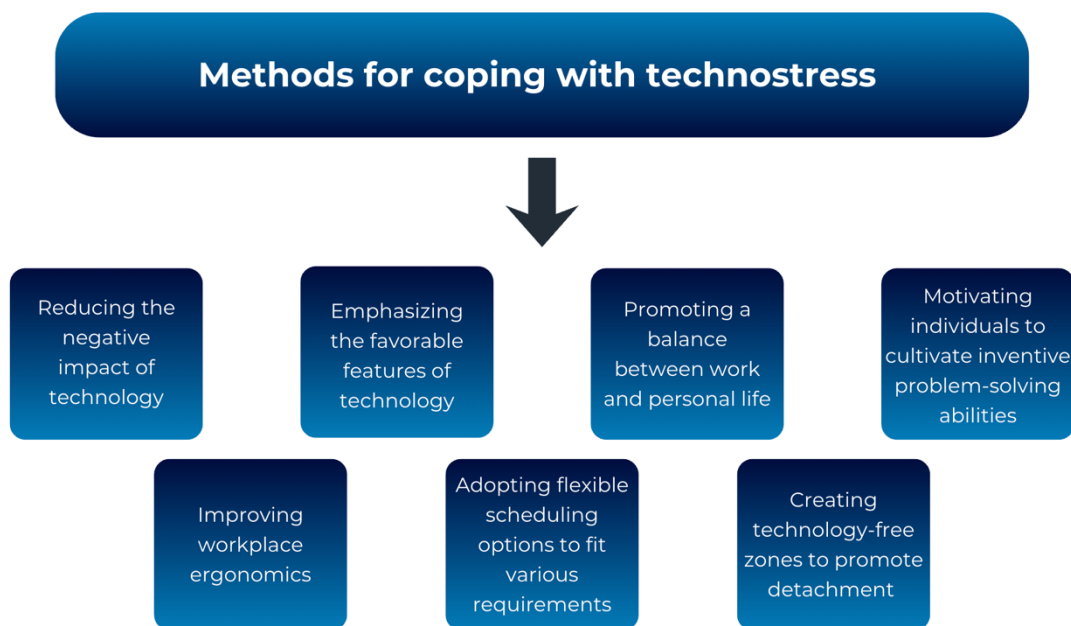 Methods for coping with technostress
Reducing the
negative
impact of
technology
Emphasizing
the favorable
features of
technology
Promoting a
balance
between work
and personal life
Motivating
individuals to
cultivate inventive
problem-solving
abilities
Improving
workplace
ergonomics
Adopting flexible
scheduling
options to fit
various
requirements
Creating
technology-free
zones to promote
detachment